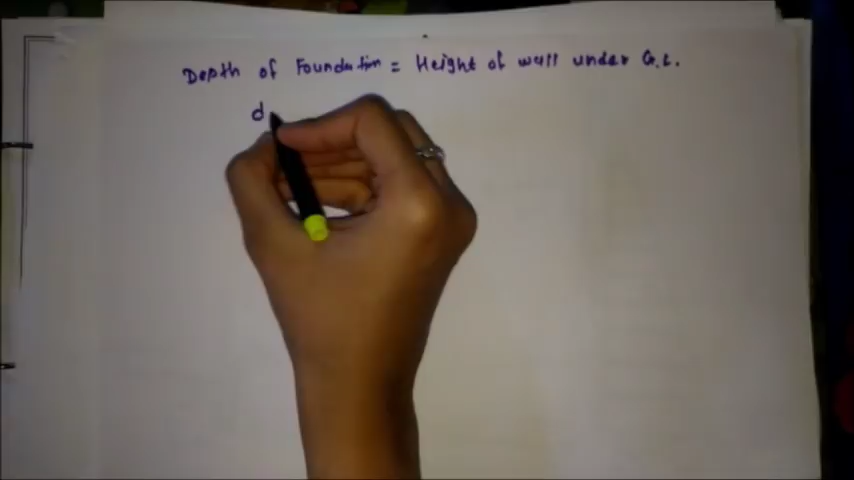 Depth of Foundation = Height of wall under G.L.
d